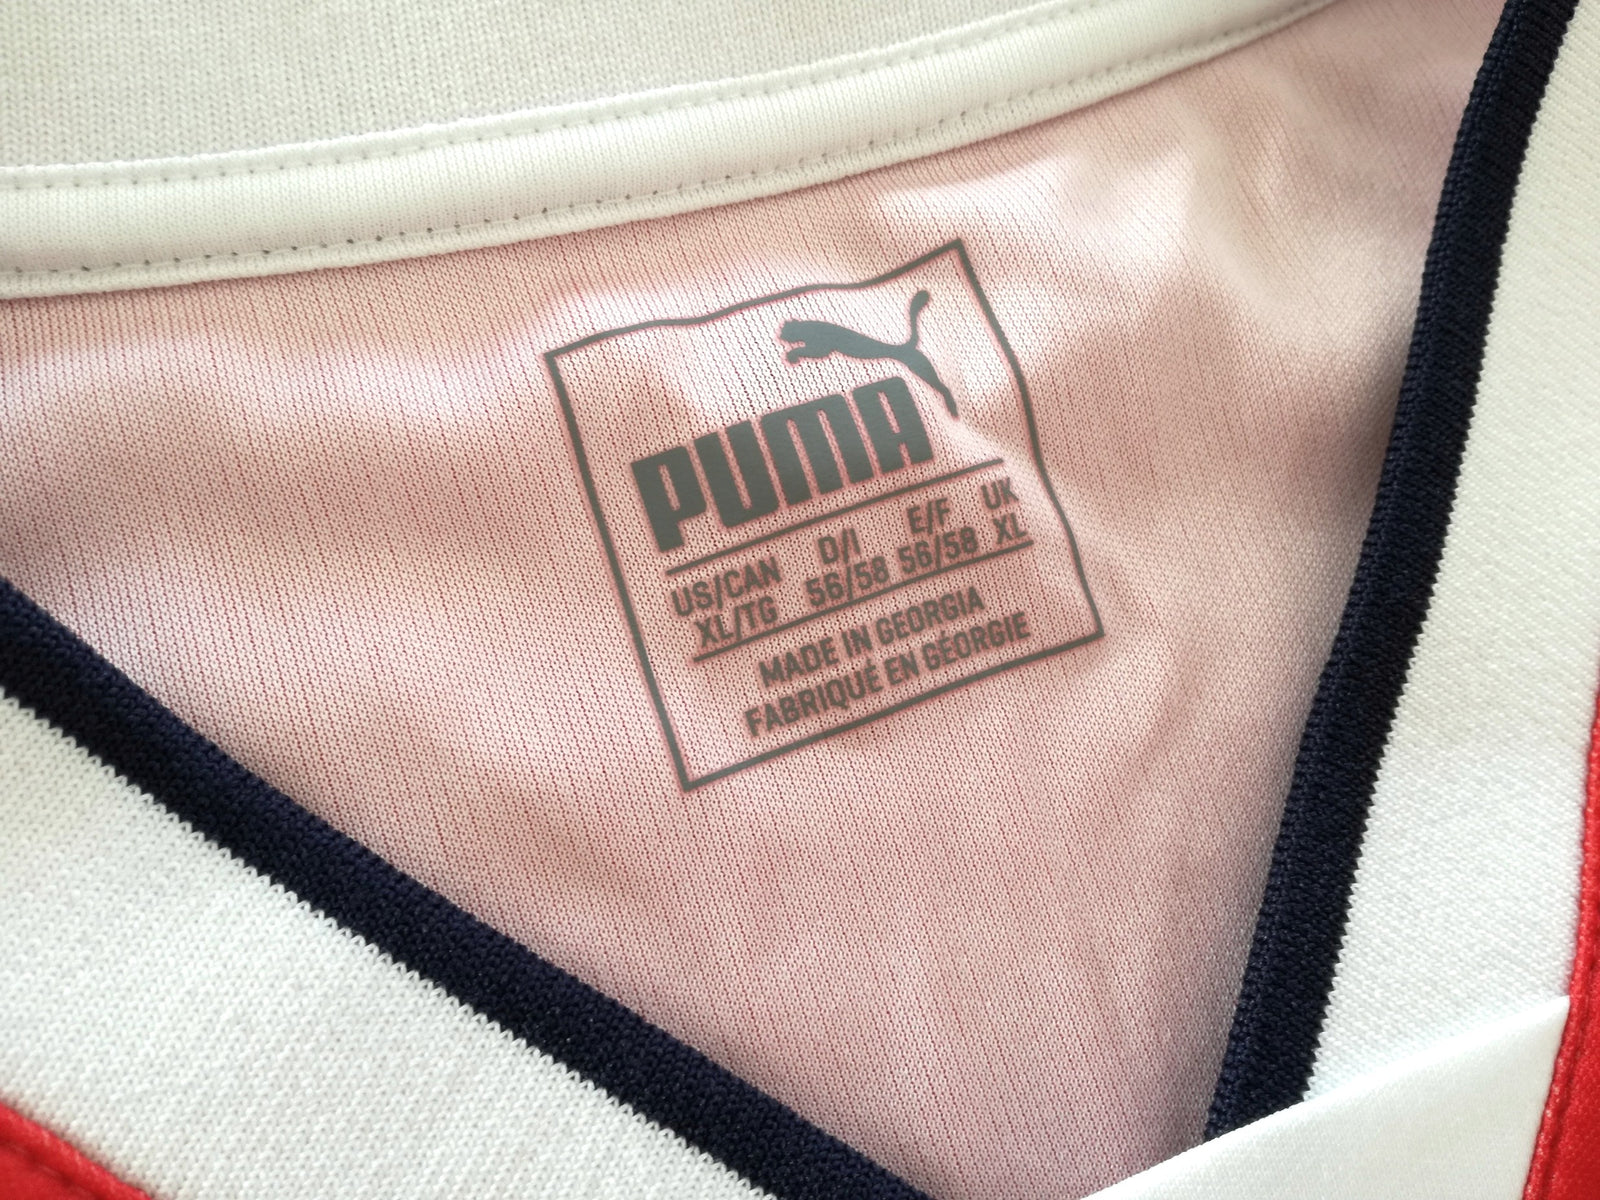 PUMA
US/CAN D/I E/F UK
XL/TG 56/58 56/58 XL
MADE IN GEORGIA
FABRIQUÉ EN GÉORGIE